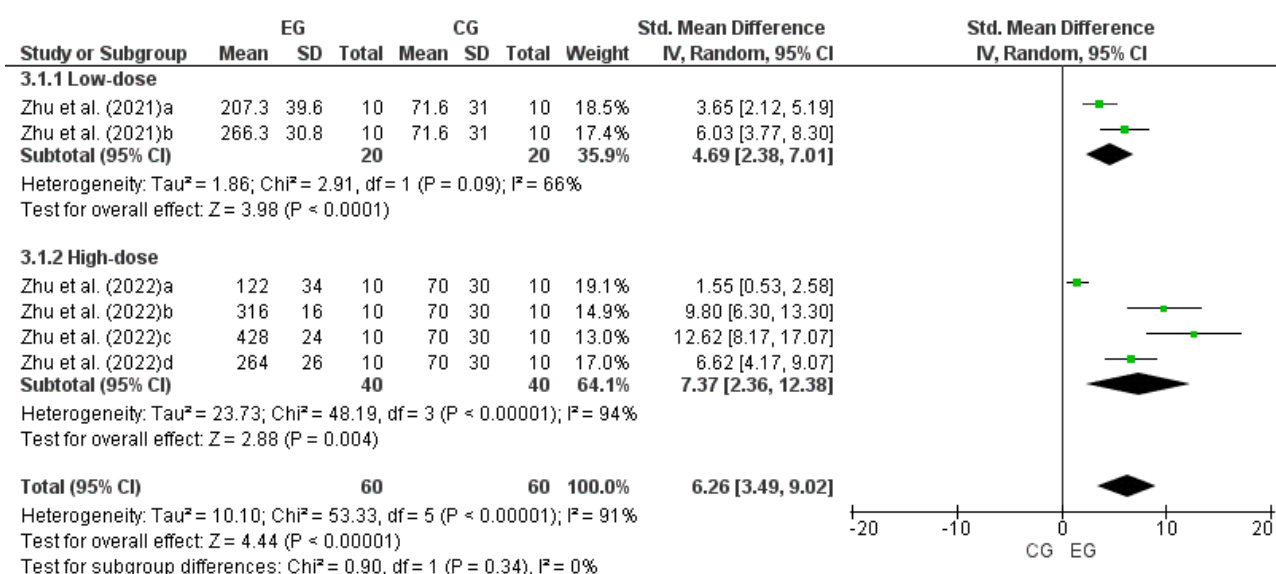 EG CG Std. Mean Difference Std. Mean Difference
Study or Subgroup Mean SD Total Mean SD Total Weight IV, Random, 95% CI IV, Random, 95% CI
3.1.1 Low-dose
Zhu et al. (2021)a 207.3 39.6 10 71.6 31 10 18.5% 3.65 [2.12, 5.19]
Zhu et al. (2021)b 266.3 30.8 10 71.6 31 10 17.4% 6.03 [3.77, 8.30]
Subtotal (95% CI) 20 20 35.9% 4.69 [2.38, 7.01]
Heterogeneity: Tau² = 1.86; Chi² = 2.91, df = 1 (P = 0.09); I² = 66%
Test for overall effect: Z = 3.98 (P < 0.0001)
3.1.2 High-dose
Zhu et al. (2022)a 122 34 10 70 30 10 19.1% 1.55 [0.53, 2.58]
Zhu et al. (2022)b 316 16 10 70 30 10 14.9% 9.80 [6.30, 13.30]
Zhu et al. (2022)c 428 24 10 70 30 10 13.0% 12.62 [8.17, 17.07]
Zhu et al. (2022)d 264 26 10 70 30 10 17.0% 6.62 [4.17, 9.07]
Subtotal (95% CI) 40 40 64.1% 7.37 [2.36, 12.38]
Heterogeneity: Tau² = 23.73; Chi² = 48.19, df = 3 (P < 0.00001); I² = 94%
Test for overall effect: Z = 2.88 (P = 0.004)
Total (95% CI) 60 60 100.0% 6.26 [3.49, 9.02]
Heterogeneity: Tau² = 10.10; Chi² = 53.33, df = 5 (P < 0.00001); I² = 91%
Test for overall effect: Z = 4.44 (P < 0.00001)
Test for subgroup differences: Chi² = 0.90, df = 1 (P = 0.34), I² = 0%
-20 -10 0 10 20
CG EG